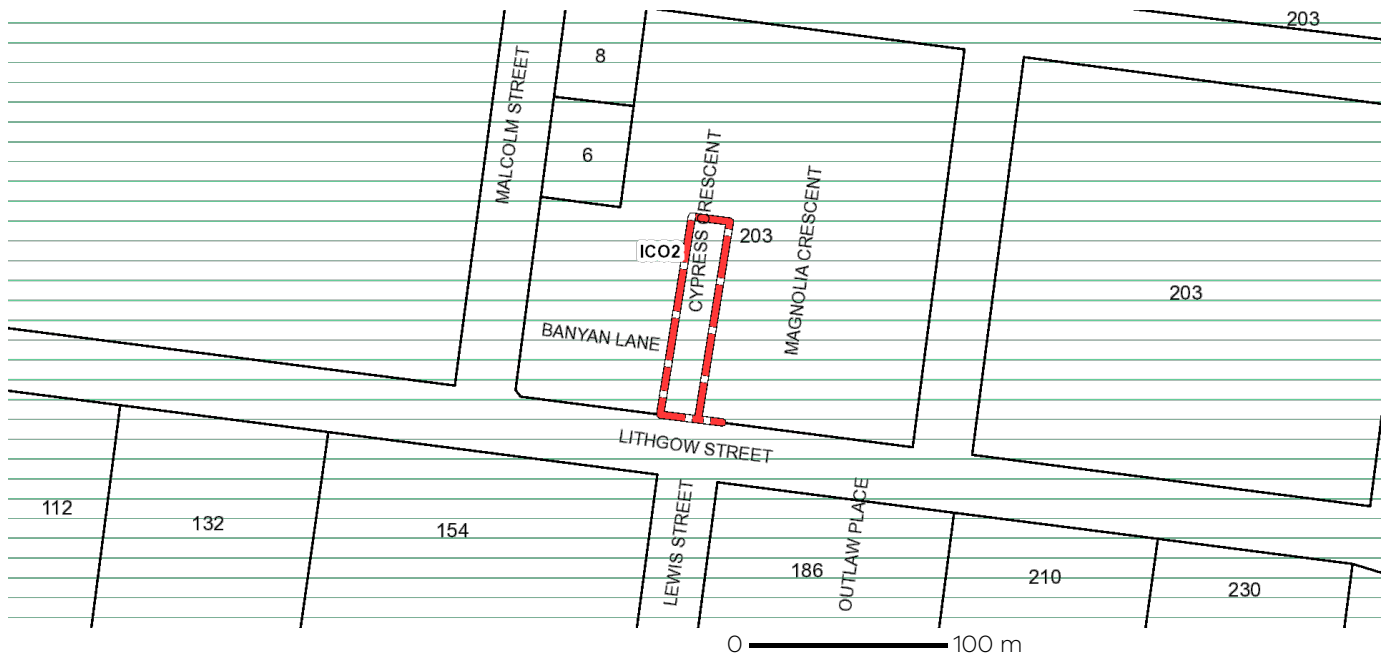 203
8
MALCOLM STREET
6
CYPRESS CRESCENT
MAGNOLIA CRESCENT
203
ICO2
203
BANYAN LANE
LITHGOW STREET
112
132
154
LEWIS STREET
186
OUTLAW PLACE
210
230
0 100 m